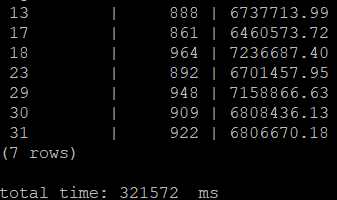 13 | 888 | 6737713.99
17 | 861 | 6460573.72
18 | 964 | 7236687.40
23 | 892 | 6701457.95
29 | 948 | 7158866.63
30 | 909 | 6808436.13
31 | 922 | 6806670.18
(7 rows)
total time: 321572 ms